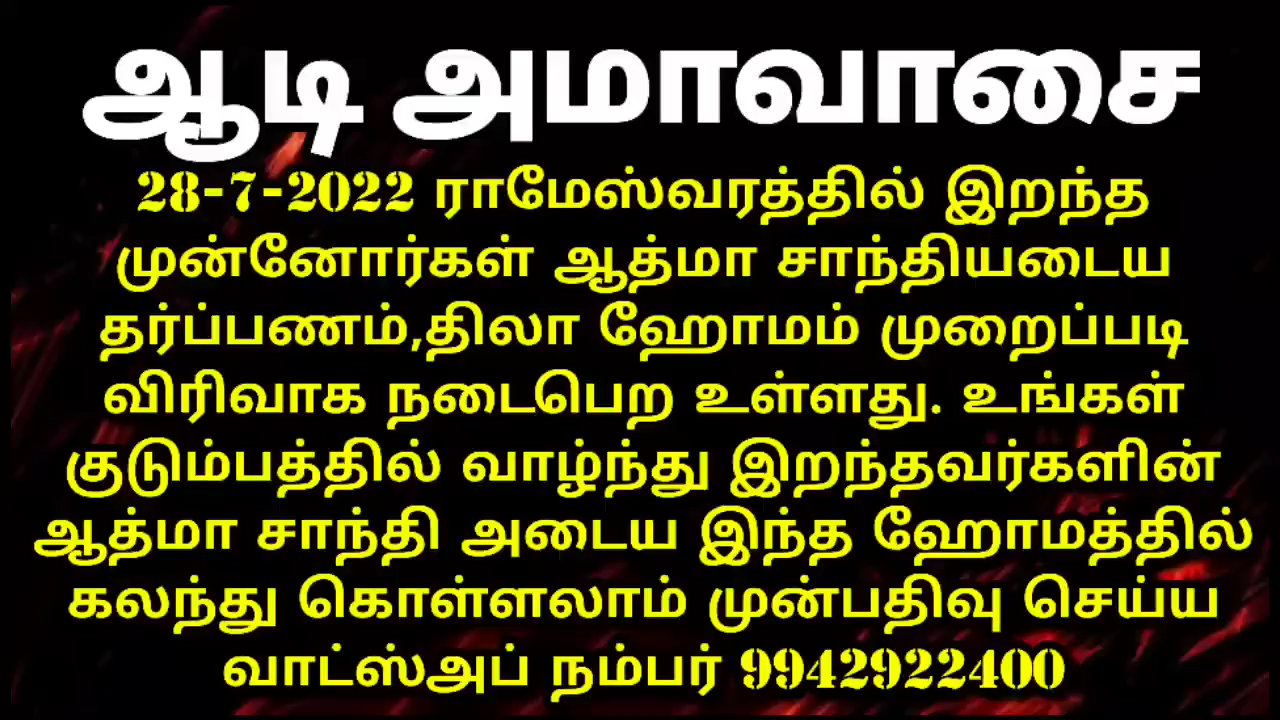 ஆடி அமாவாசை
28-7-2022 ராமேஸ்வரத்தில் இறந்த
முன்னோர்கள் ஆத்மா சாந்தியடைய
தர்ப்பணம்,திலா ஹோமம் முறைப்படி
விரிவாக நடைபெற உள்ளது. உங்கள்
குடும்பத்தில் வாழ்ந்து இறந்தவர்களின்
ஆத்மா சாந்தி அடைய இந்த ஹோமத்தில்
கலந்து கொள்ளலாம் முன்பதிவு செய்ய
வாட்ஸ்அப் நம்பர் 9942922400